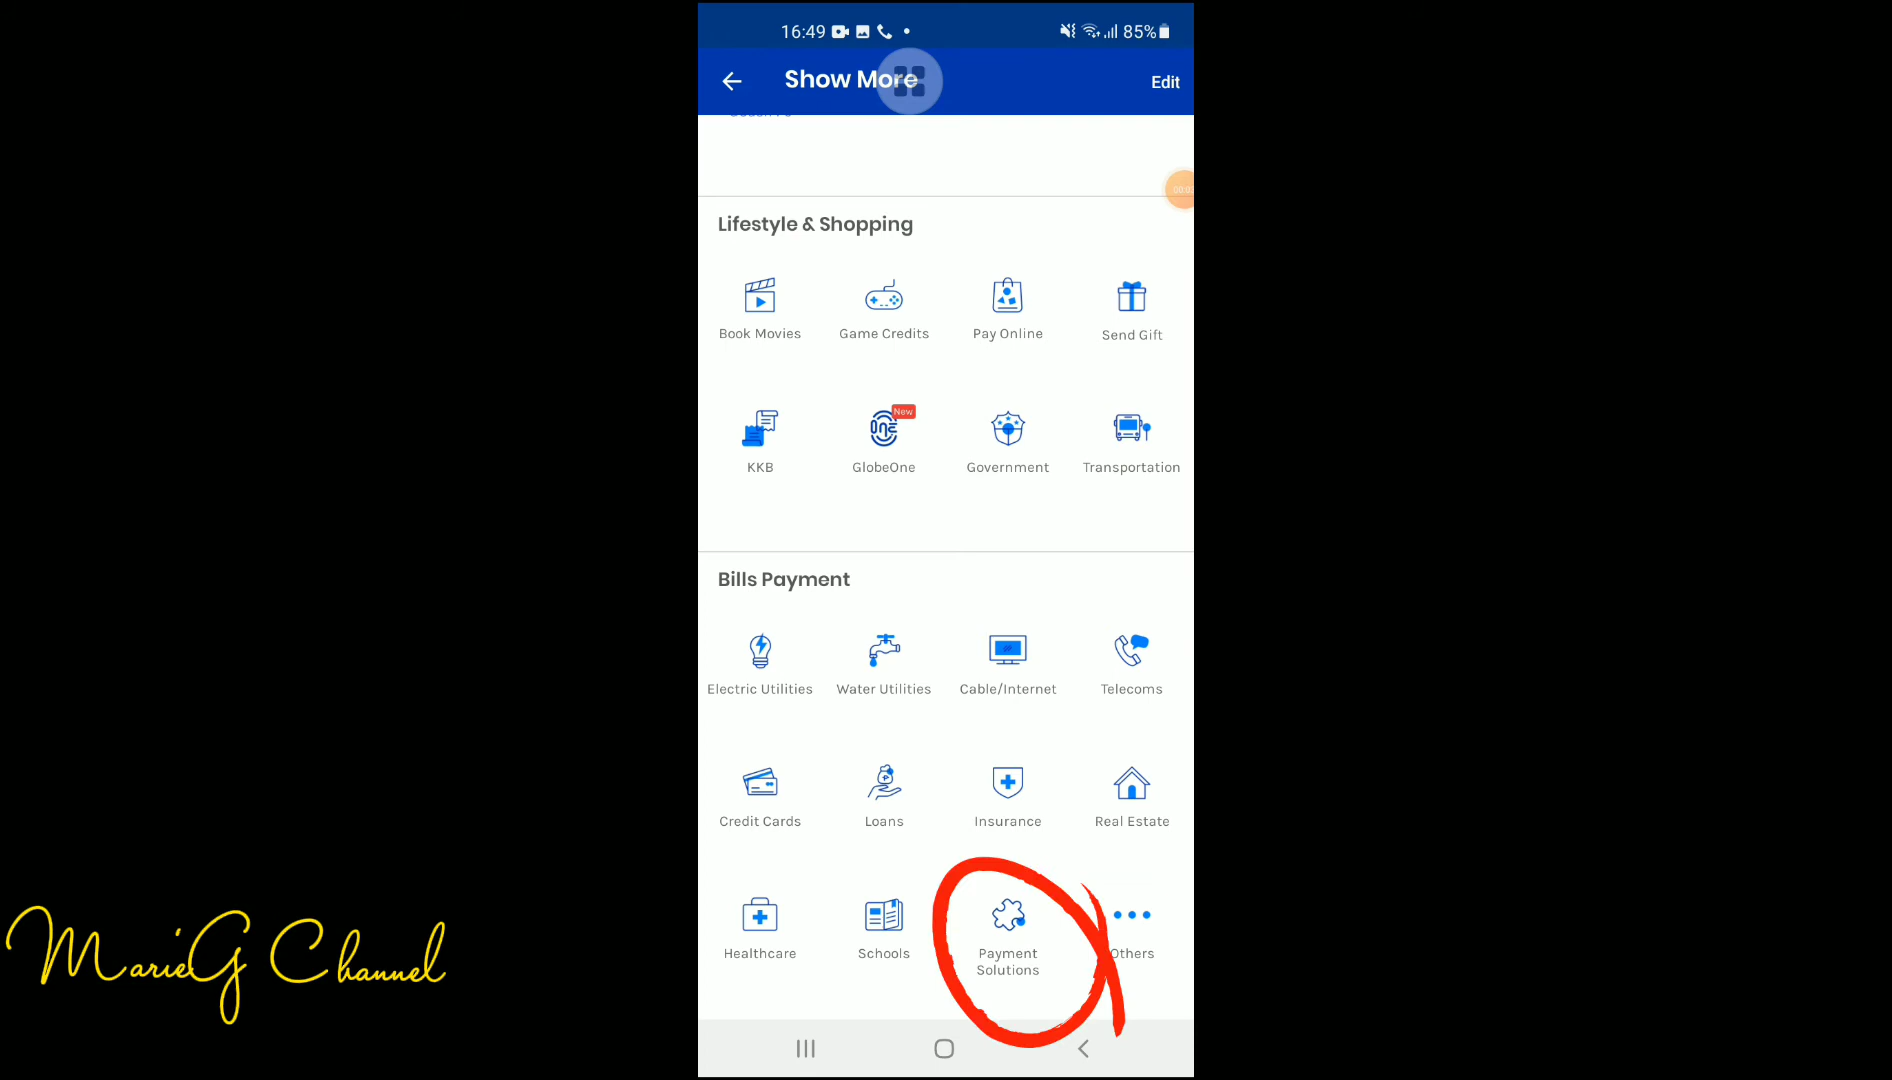 16:49
85%
Show More
Edit
Lifestyle & Shopping
Book Movies
Game Credits
Pay Online
Send Gift
New
KKB
GlobeOne
Government
Transportation
Bills Payment
Electric Utilities
Water Utilities
Cable/Internet
Telecoms
Credit Cards
Loans
Insurance
Real Estate
Healthcare
Schools
Payment
Solutions
Others
MarieG Channel